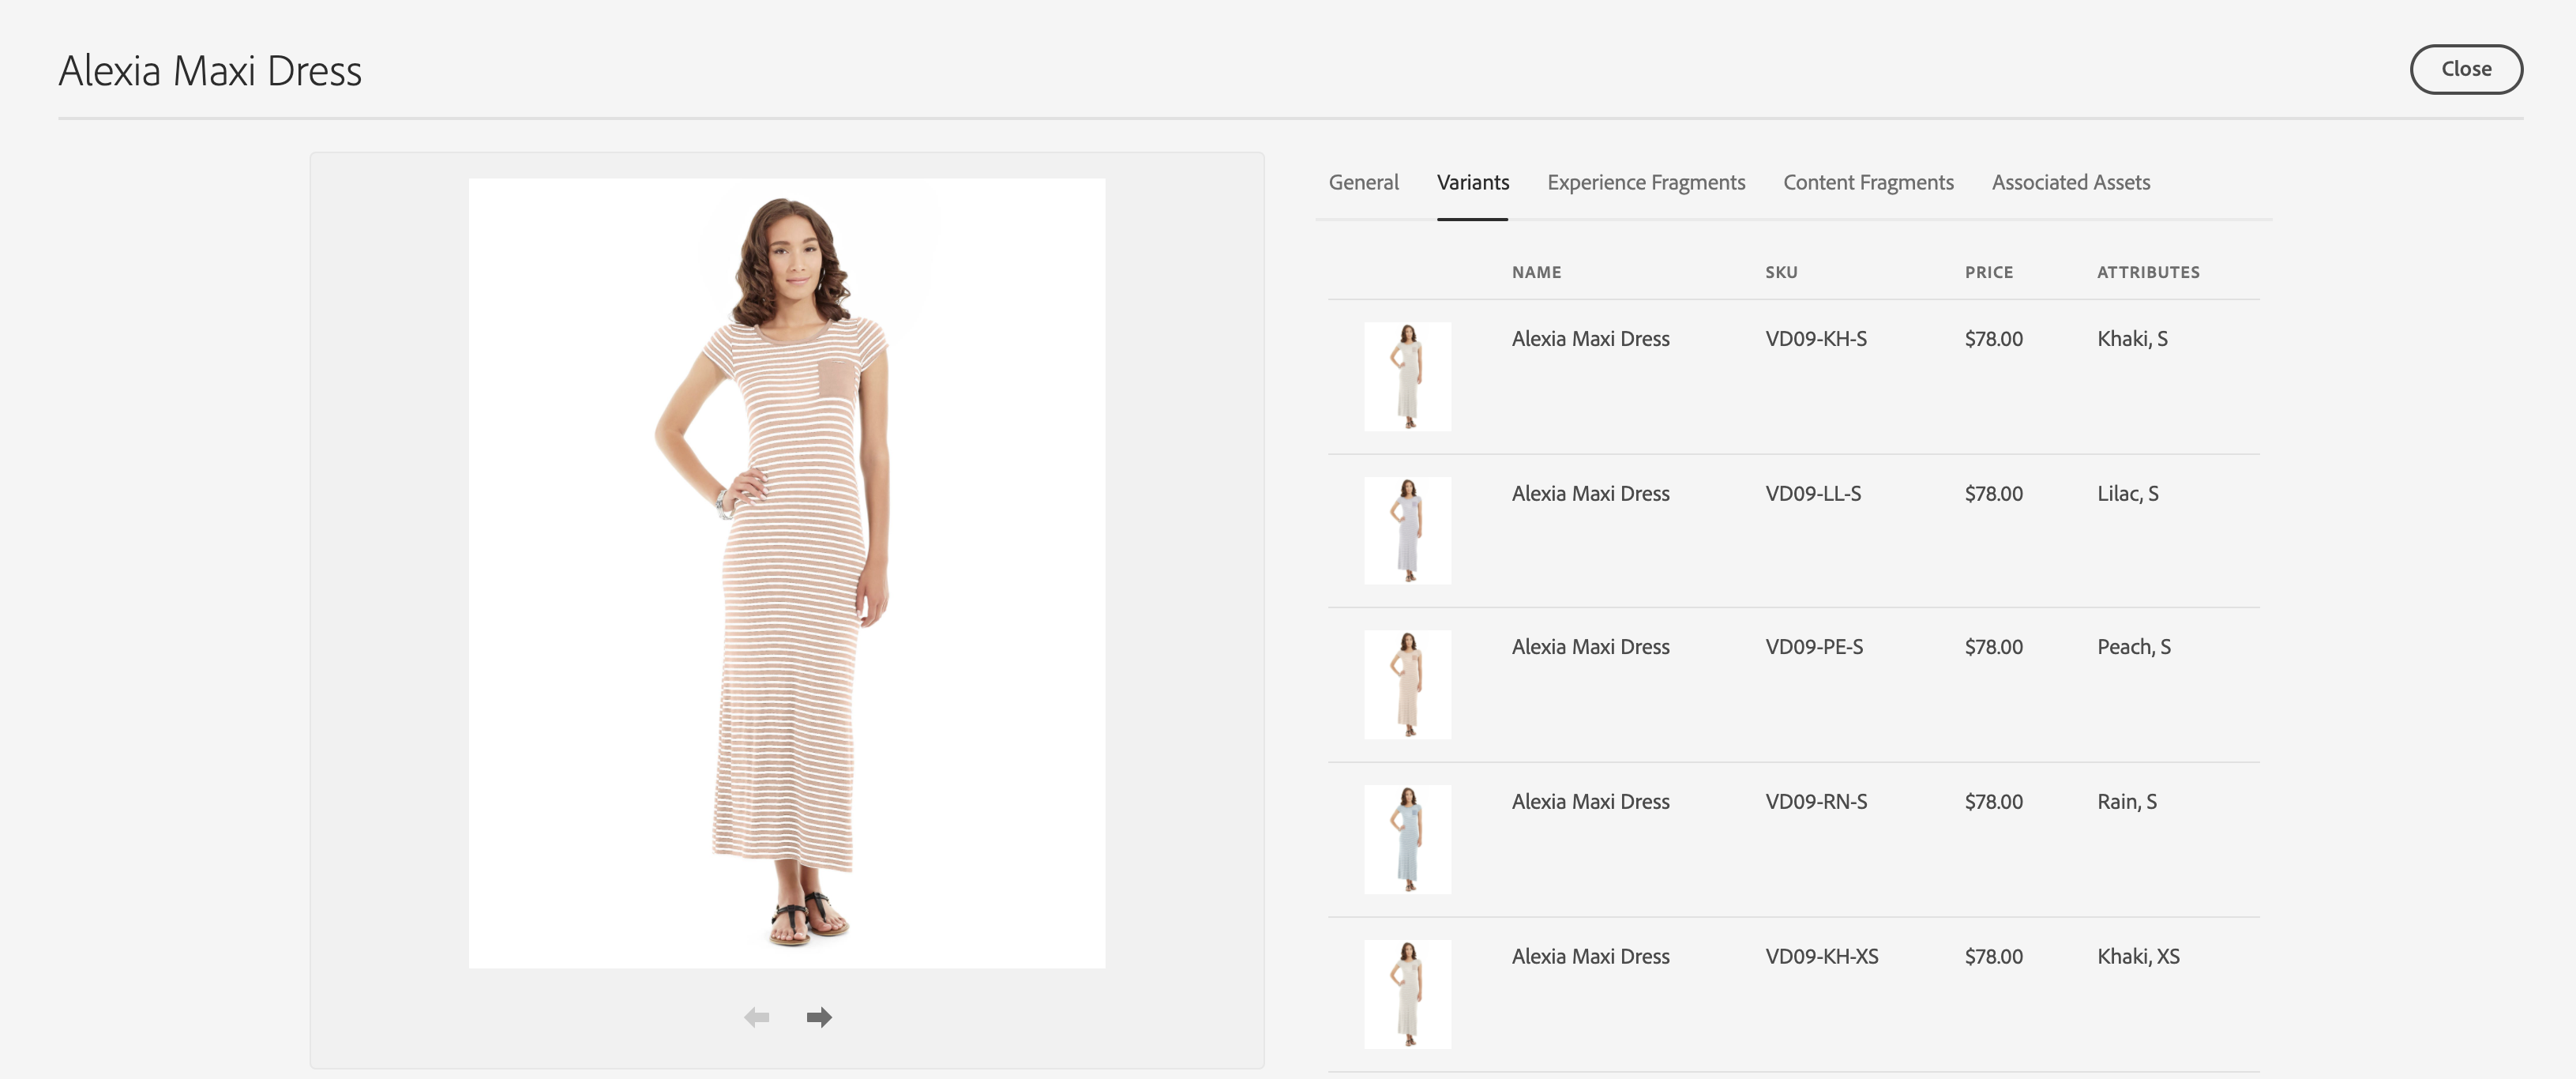 Alexia Maxi Dress
Close
General Variants Experience Fragments Content Fragments Associated Assets
NAME SKU PRICE ATTRIBUTES
Alexia Maxi Dress VD09-KH-S $78.00 Khaki, S
Alexia Maxi Dress VD09-LL-S $78.00 Lilac, S
Alexia Maxi Dress VD09-PE-S $78.00 Peach, S
Alexia Maxi Dress VD09-RN-S $78.00 Rain, S
Alexia Maxi Dress VD09-KH-XS $78.00 Khaki, XS